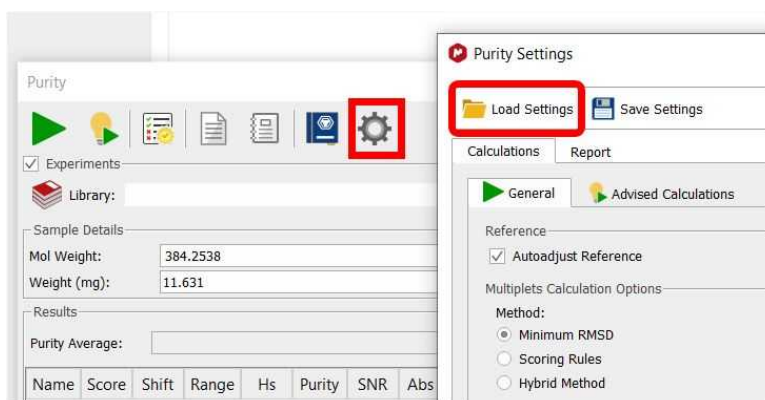 Purity
Experiments
Library:
Sample Details
Mol Weight: 384.2538
Weight (mg): 11.631
Results
Purity Average:
Name Score Shift Range Hs Purity SNR Abs
Purity Settings
Load Settings Save Settings
Calculations Report
General Advised Calculations
Reference
Autoadjust Reference
Multiplets Calculation Options
Method:
Minimum RMSD
Scoring Rules
Hybrid Method